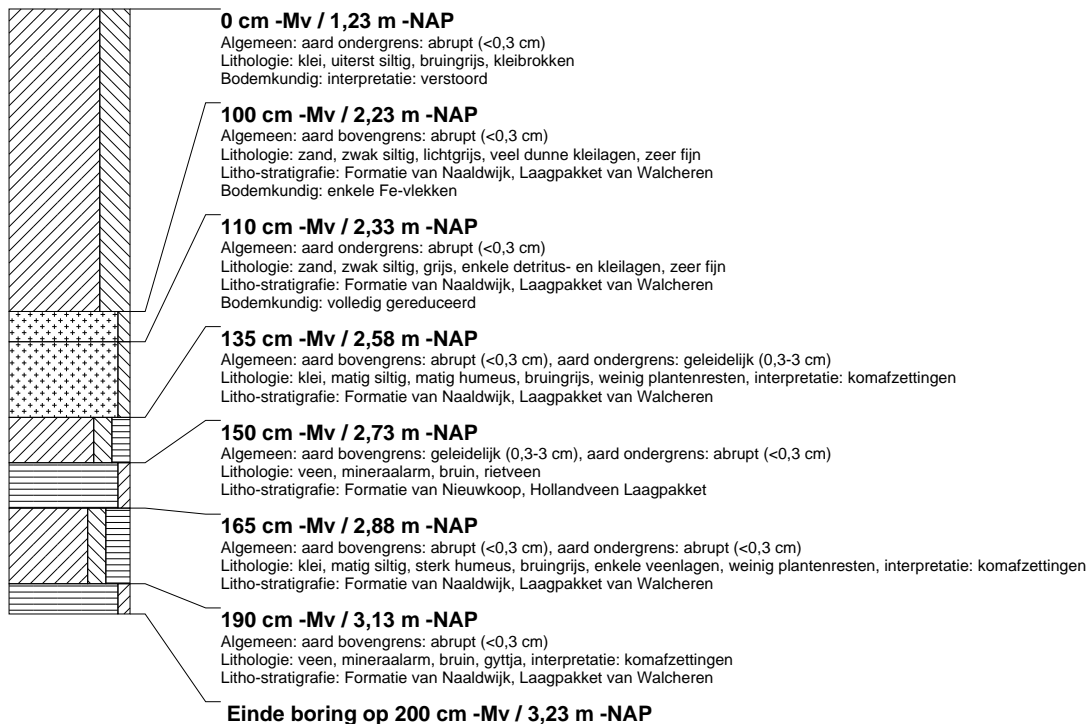 0 cm -Mv / 1,23 m -NAP
Algemeen: aard ondergrens: abrupt (<0,3 cm)
Lithologie: klei, uiterst siltig, bruingrijs, kleibrokken
Bodemkundig: interpretatie: verstoord
100 cm -Mv / 2,23 m -NAP
Algemeen: aard bovengrens: abrupt (<0,3 cm)
Lithologie: zand, zwak siltig, lichtgrijs, veel dunne kleilagen, zeer fijn
Litho-stratigrafie: Formatie van Naaldwijk, Laagpakket van Walcheren
Bodemkundig: enkele Fe-vlekken
110 cm -Mv / 2,33 m -NAP
Algemeen: aard ondergrens: abrupt (<0,3 cm)
Lithologie: zand, zwak siltig, grijs, enkele detritus- en kleilagen, zeer fijn
Litho-stratigrafie: Formatie van Naaldwijk, Laagpakket van Walcheren
Bodemkundig: volledig gereduceerd
135 cm -Mv / 2,58 m -NAP
Algemeen: aard bovengrens: abrupt (<0,3 cm), aard ondergrens: geleidelijk (0,3-3 cm)
Lithologie: klei, matig siltig, matig humeus, bruingrijs, weinig plantenresten, interpretatie: komafzettingen
Litho-stratigrafie: Formatie van Naaldwijk, Laagpakket van Walcheren
150 cm -Mv / 2,73 m -NAP
Algemeen: aard bovengrens: geleidelijk (0,3-3 cm), aard ondergrens: abrupt (<0,3 cm)
Lithologie: veen, mineraalarm, bruin, rietveen
Litho-stratigrafie: Formatie van Nieuwkoop, Hollandveen Laagpakket
165 cm -Mv / 2,88 m -NAP
Algemeen: aard bovengrens: abrupt (<0,3 cm), aard ondergrens: abrupt (<0,3 cm)
Lithologie: klei, matig siltig, sterk humeus, bruingrijs, enkele veenlagen, weinig plantenresten, interpretatie: komafzettingen
Litho-stratigrafie: Formatie van Naaldwijk, Laagpakket van Walcheren
190 cm -Mv / 3,13 m -NAP
Algemeen: aard bovengrens: abrupt (<0,3 cm)
Lithologie: veen, mineraalarm, bruin, gyttja, interpretatie: komafzettingen
Litho-stratigrafie: Formatie van Naaldwijk, Laagpakket van Walcheren
Einde boring op 200 cm -Mv / 3,23 m -NAP